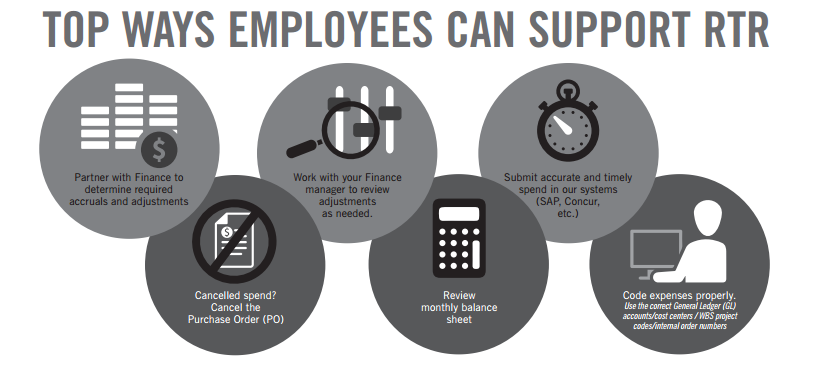 TOP WAYS EMPLOYEES CAN SUPPORT RTR
$
Partner with Finance to
determine required
accruals and adjustments
Work with your Finance
manager to review
adjustments
as needed.
Submit accurate and timely
spend in our systems
(SAP, Concur,
etc.)
$
Cancelled spend?
Cancel the
Purchase Order (PO)
Review
monthly balance
sheet
Code expenses properly.
Use the correct General Ledger (GL)
accounts/cost centers / WBS project
codes/internal order numbers